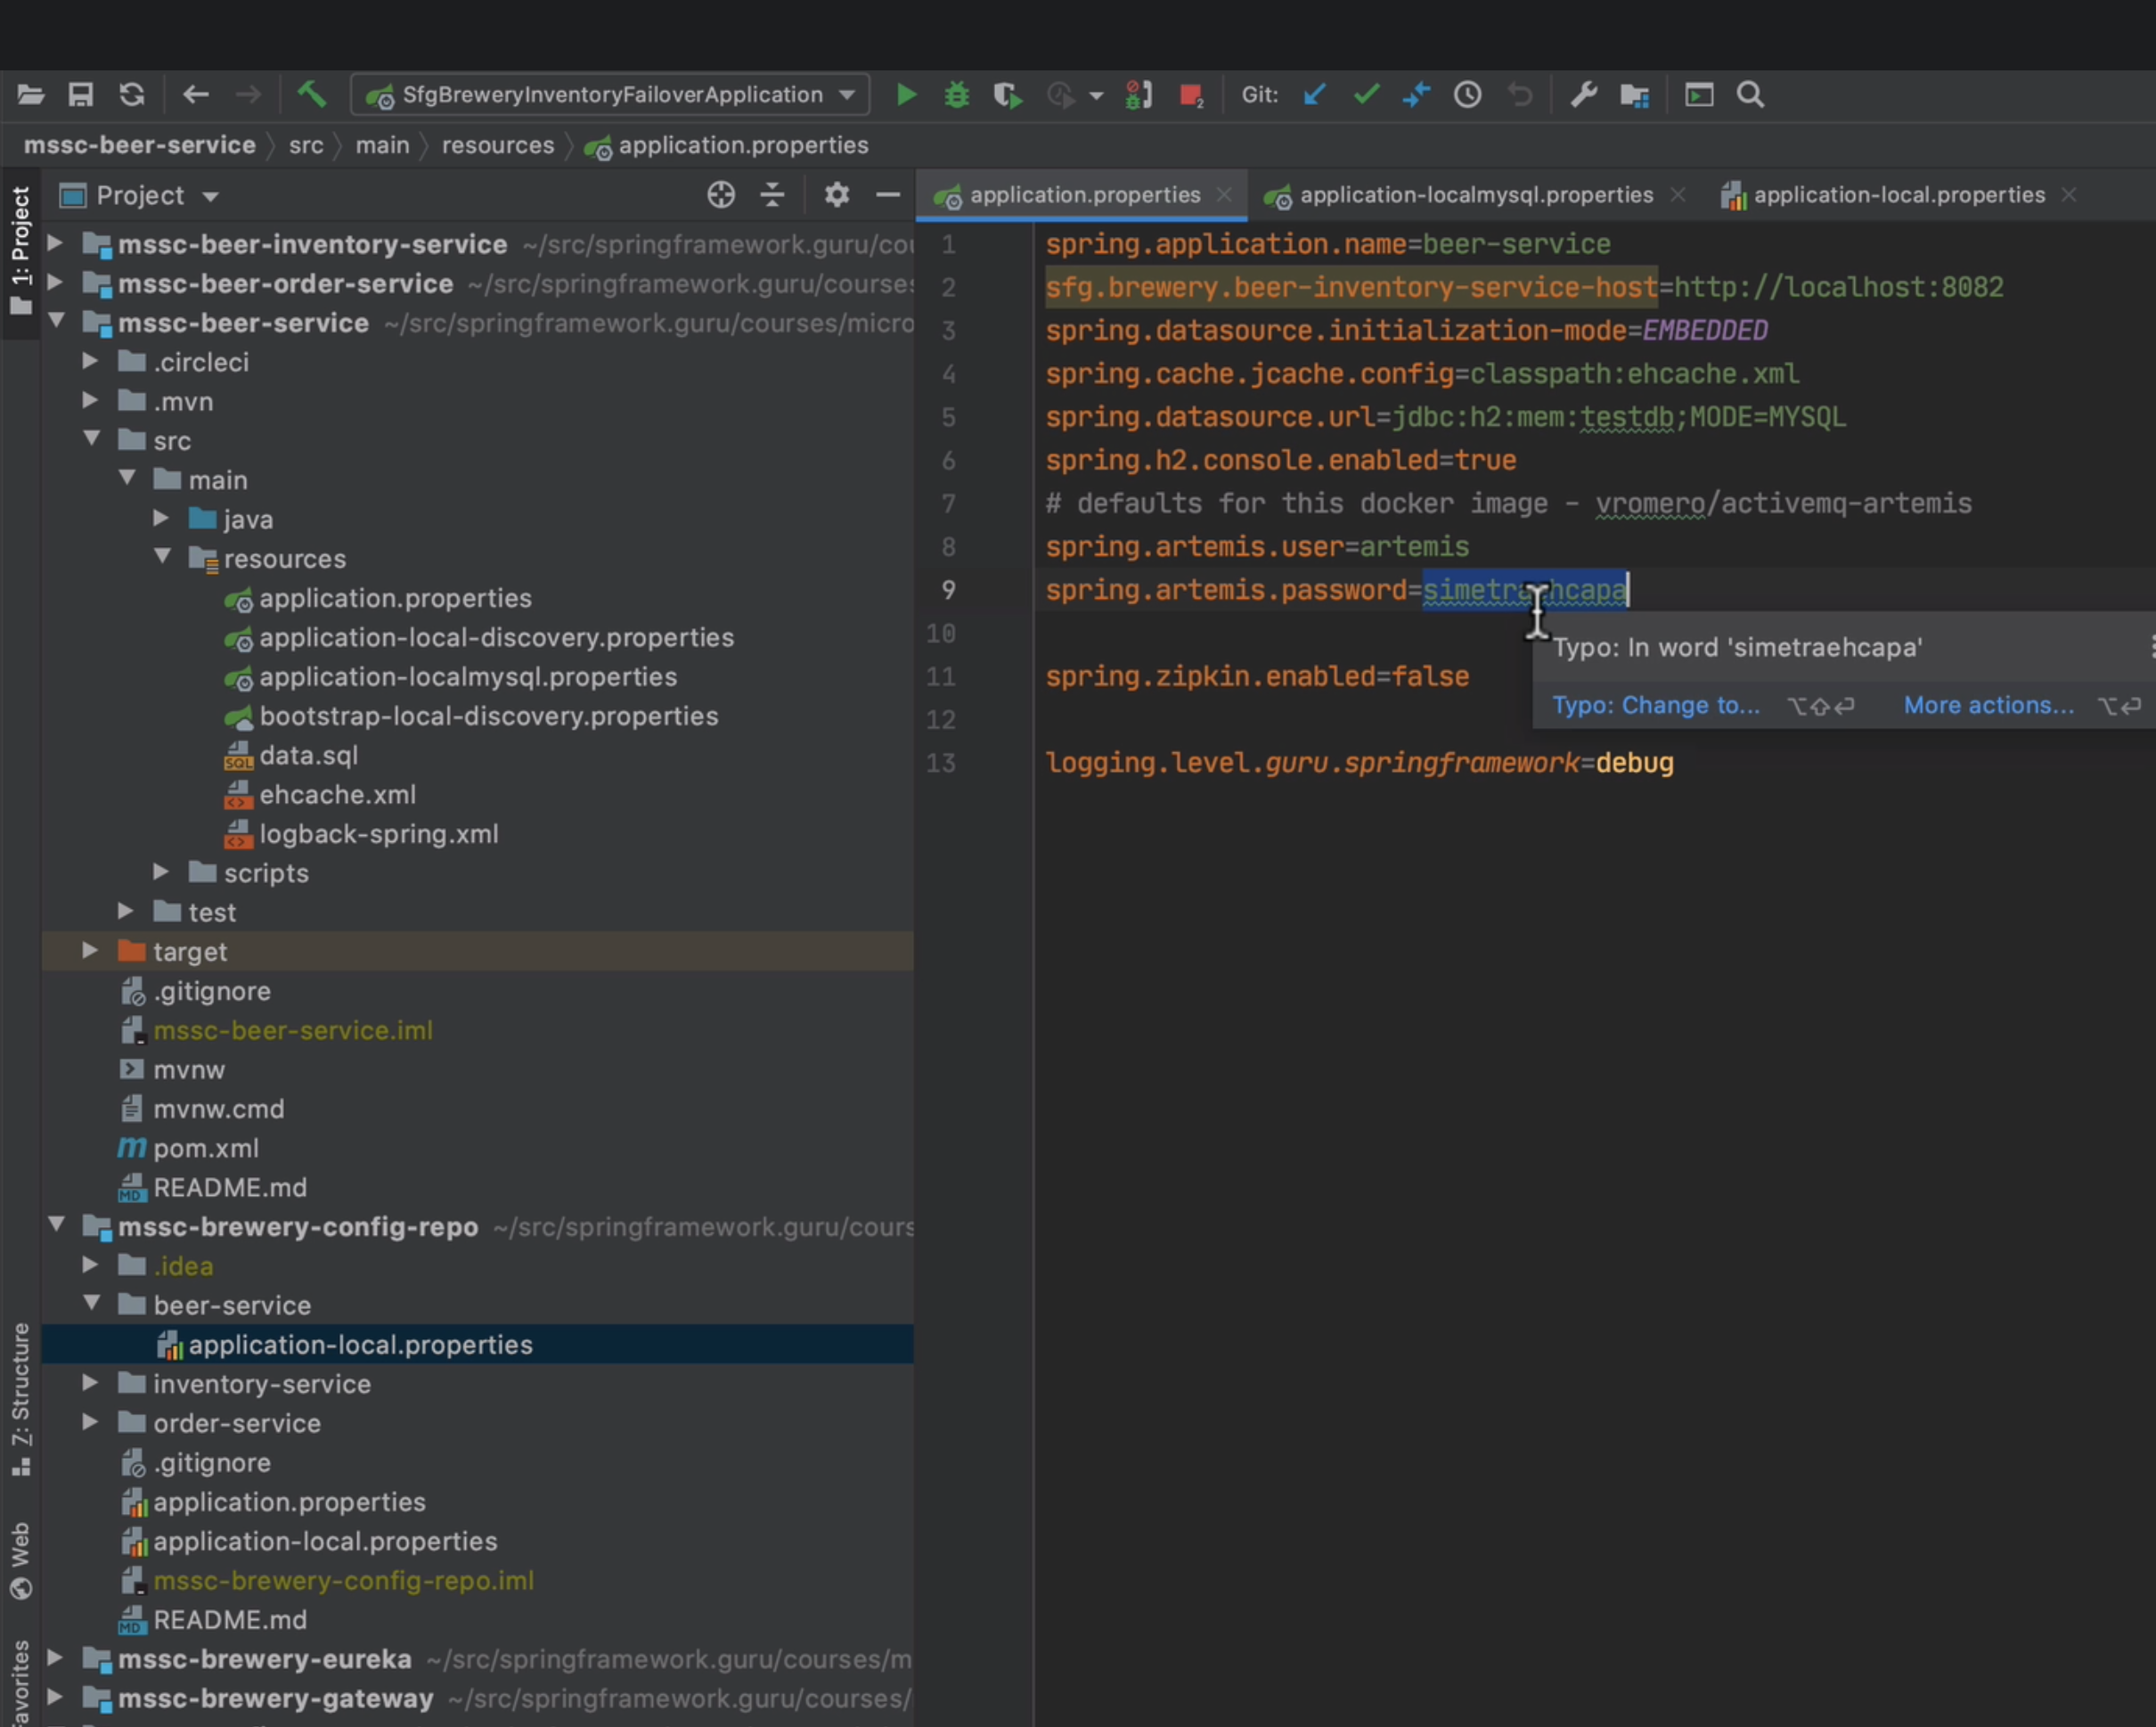 SfgBreweryInventoryFailoverApplication
2
Git:
mssc-beer-service
src
main
resources
application.properties
1: Project
Project
application.properties
application-localmysql.properties
application-local.properties
mssc-beer-inventory-service ~/src/springframework.guru/cou
mssc-beer-order-service ~/src/springframework.guru/courses
mssc-beer-service ~/src/springframework.guru/courses/micro
.circleci
.mvn
src
main
java
resources
application.properties
application-local-discovery.properties
application-localmysql.properties
bootstrap-local-discovery.properties
SQL data.sql
ehcache.xml
logback-spring.xml
scripts
test
target
.gitignore
mssc-beer-service.iml
mvnw
mvnw.cmd
m pom.xml
MD README.md
mssc-brewery-config-repo ~/src/springframework.guru/cours
.idea
beer-service
application-local.properties
inventory-service
order-service
.gitignore
application.properties
application-local.properties
mssc-brewery-config-repo.iml
MD README.md
mssc-brewery-eureka ~/src/springframework.guru/courses/m
mssc-brewery-gateway ~/src/springframework.guru/courses/
Z: Structure
Web
avorites
1 spring.application.name=beer-service
2 sfg.brewery.beer-inventory-service-host=http://localhost:8082
3 spring.datasource.initialization-mode=EMBEDDED
4 spring.cache.jcache.config=classpath:ehcache.xml
5 spring.datasource.url=jdbc:h2:mem:testdb;MODE=MYSQL
6 spring.h2.console.enabled=true
7 # defaults for this docker image - vromero/activemq-artemis
8 spring.artemis.user=artemis
9 spring.artemis.password=simetraehcapa
10
11 spring.zipkin.enabled=false
12
13 logging.level.guru.springframework=debug
Typo: In word 'simetraehcapa'
Typo: Change to... ⌥⇧⏎ More actions... ⌥⏎